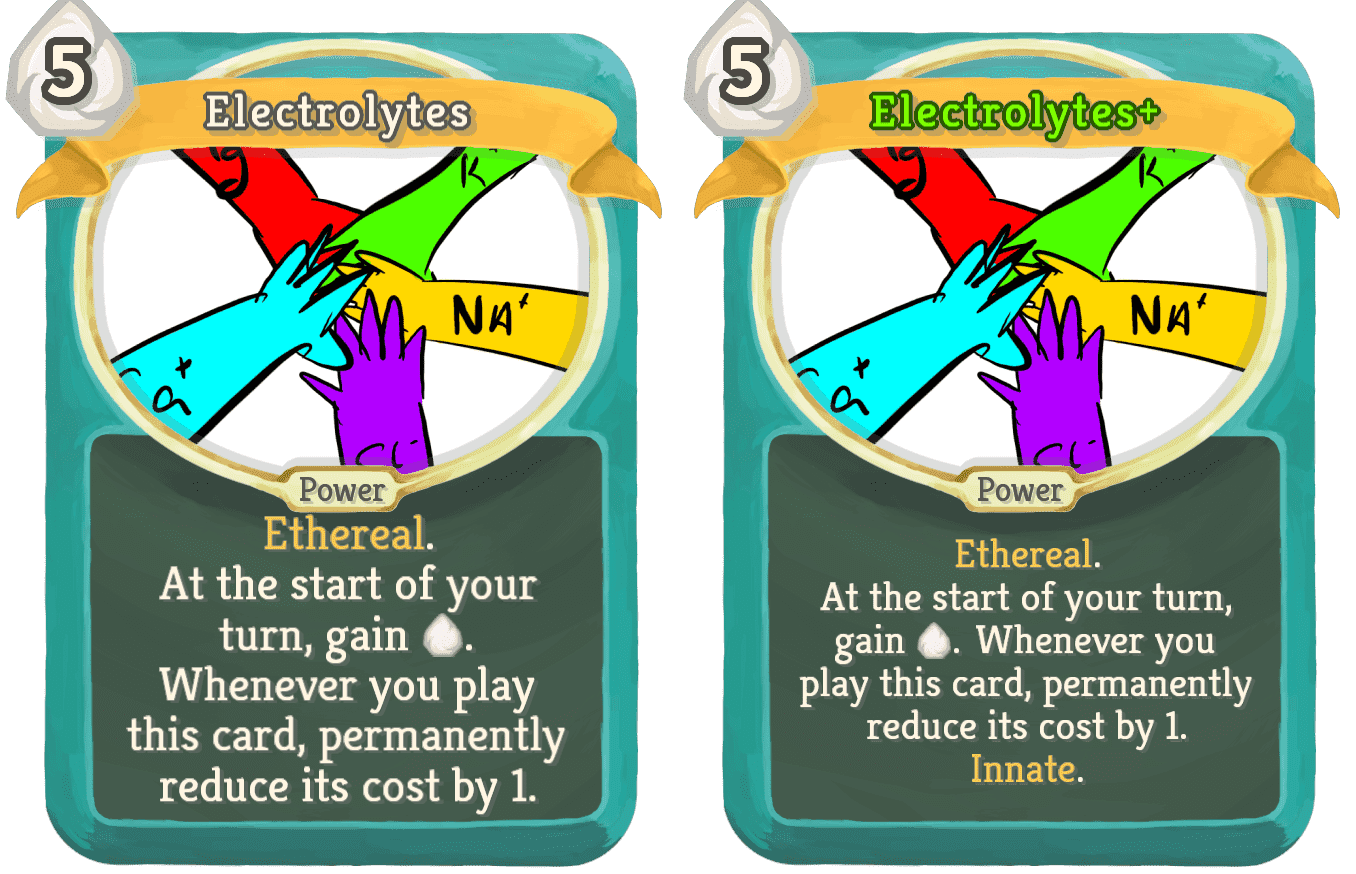 5
Electrolytes
K
NA+
Cl-
Power
Ethereal.
At the start of your
turn, gain .
Whenever you play
this card, permanently
reduce its cost by 1.
5
Electrolytes+
K
NA+
Cl-
Power
Ethereal.
At the start of your turn,
gain . Whenever you
play this card, permanently
reduce its cost by 1.
Innate.